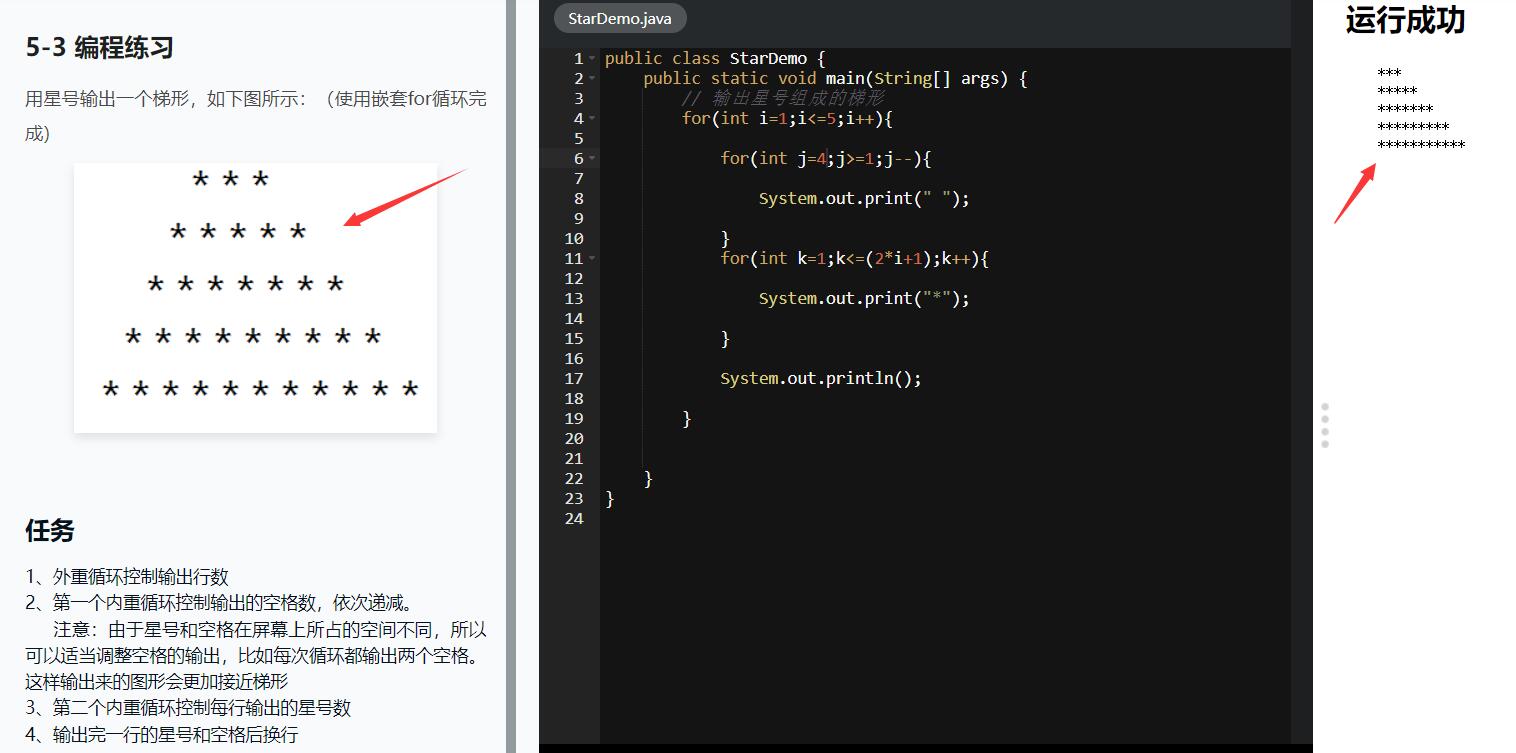 5-3 编程练习
用星号输出一个梯形，如下图所示：（使用嵌套for循环完
成）
* * *
* * * * *
* * * * * * *
* * * * * * * * *
* * * * * * * * * * *
任务
1、外重循环控制输出行数
2、第一个内重循环控制输出的空格数，依次递减。
注意：由于星号和空格在屏幕上所占的空间不同，所以
可以适当调整空格的输出，比如每次循环都输出两个空格。
这样输出来的图形会更加接近梯形
3、第二个内重循环控制每行输出的星号数
4、输出完一行的星号和空格后换行
StarDemo.java
1 public class StarDemo {
2 public static void main(String[] args) {
3 // 输出星号组成的梯形
4 for(int i=1;i<=5;i++){
5
6 for(int j=4;j>=1;j--){
7
8 System.out.print(" ");
9
10 }
11 for(int k=1;k<=(2*i+1);k++){
12
13 System.out.print("*");
14
15 }
16
17 System.out.println();
18
19 }
20
21
22 }
23 }
24
运行成功
***
*****
*******
*********
***********